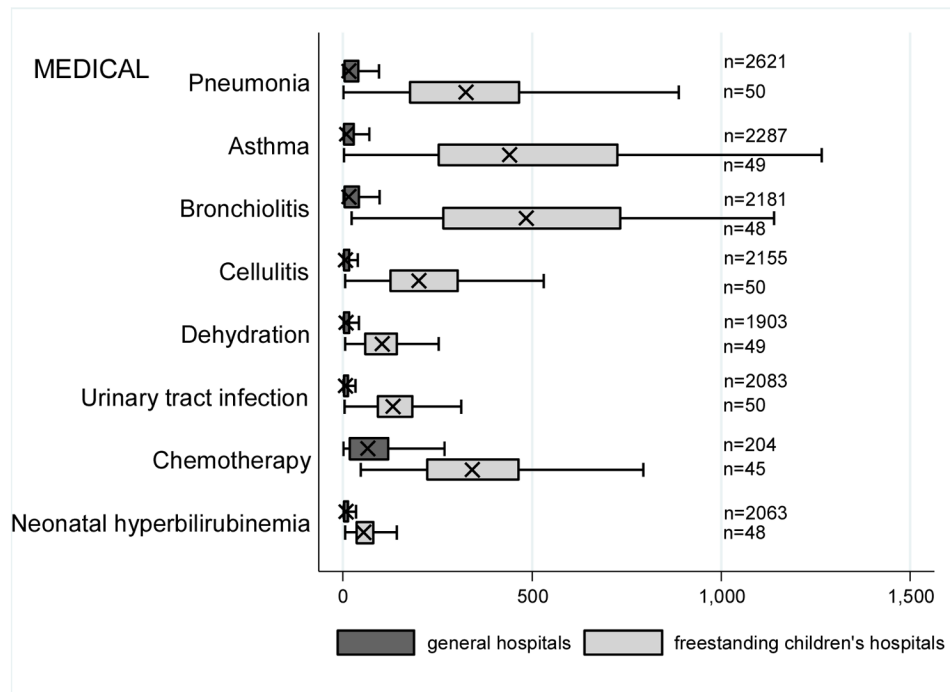 MEDICAL
Pneumonia
n=2621
n=50
Asthma
n=2287
n=49
Bronchiolitis
n=2181
n=48
Cellulitis
n=2155
n=50
Dehydration
n=1903
n=49
Urinary tract infection
n=2083
n=50
Chemotherapy
n=204
n=45
Neonatal hyperbilirubinemia
n=2063
n=48
0 500 1,000 1,500
general hospitals freestanding children's hospitals